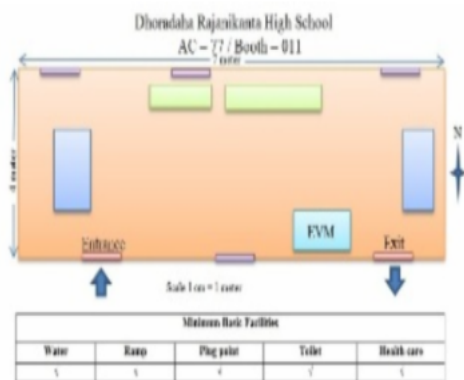 Dhoradaha Rajanikanta High School
AC – 77 / Booth – 011
7 meter
4 meter
N
EVM
Entrance
Exit
Scale 1 cm = 1 meter
Minimum Basic Facilities
Water Ramp Plug point Toilet Health care